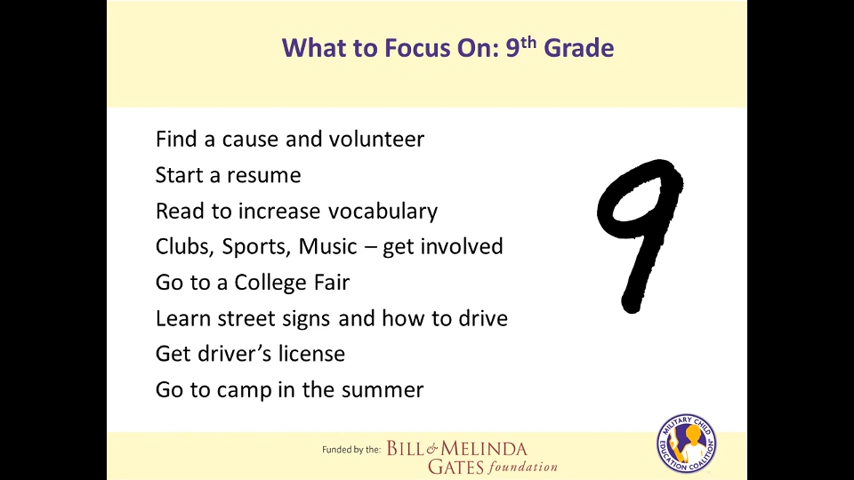 What to Focus On: 9th Grade
Find a cause and volunteer
Start a resume
Read to increase vocabulary
Clubs, Sports, Music – get involved
Go to a College Fair
Learn street signs and how to drive
Get driver's license
Go to camp in the summer
9
Funded by the: BILL & MELINDA
GATES foundation
MILITARY CHILD
EDUCATION COALITION